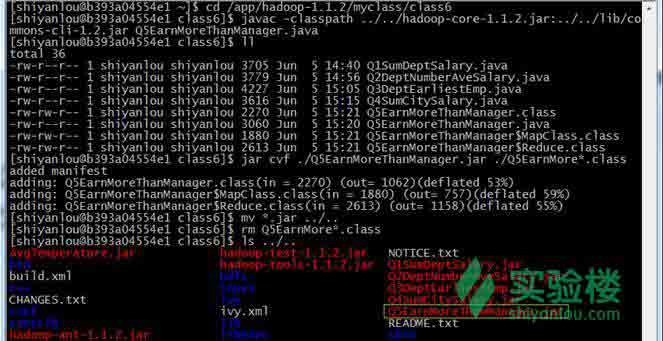 [shiyanlou@b393a04554e1 ~]$ cd /app/hadoop-1.1.2/myclass/class6
[shiyanlou@b393a04554e1 class6]$ javac -classpath ../../hadoop-core-1.1.2.jar:../../lib/co
mmons-cli-1.2.jar Q5EarnMoreThanManager.java
[shiyanlou@b393a04554e1 class6]$ ll
total 36
-rw-r--r-- 1 shiyanlou shiyanlou 3705 Jun 5 14:40 Q1SumDeptSalary.java
-rw-r--r-- 1 shiyanlou shiyanlou 3779 Jun 5 14:56 Q2DeptNumberAveSalary.java
-rw-r--r-- 1 shiyanlou shiyanlou 4227 Jun 5 15:05 Q3DeptEarliestEmp.java
-rw-r--r-- 1 shiyanlou shiyanlou 3616 Jun 5 15:15 Q4SumCitySalary.java
-rw-rw-r-- 1 shiyanlou shiyanlou 2270 Jun 5 15:21 Q5EarnMoreThanManager.class
-rw-r--r-- 1 shiyanlou shiyanlou 3060 Jun 5 15:20 Q5EarnMoreThanManager.java
-rw-rw-r-- 1 shiyanlou shiyanlou 1880 Jun 5 15:21 Q5EarnMoreThanManager$MapClass.class
-rw-rw-r-- 1 shiyanlou shiyanlou 2613 Jun 5 15:21 Q5EarnMoreThanManager$Reduce.class
[shiyanlou@b393a04554e1 class6]$ jar cvf ./Q5EarnMoreThanManager.jar ./Q5EarnMore*.class
added manifest
adding: Q5EarnMoreThanManager.class(in = 2270) (out= 1062)(deflated 53%)
adding: Q5EarnMoreThanManager$MapClass.class(in = 1880) (out= 757)(deflated 59%)
adding: Q5EarnMoreThanManager$Reduce.class(in = 2613) (out= 1158)(deflated 55%)
[shiyanlou@b393a04554e1 class6]$ mv *.jar ../..
[shiyanlou@b393a04554e1 class6]$ rm Q5EarnMore*.class
[shiyanlou@b393a04554e1 class6]$ ls ../..
AvgTemperature.jar hadoop-test-1.1.2.jar NOTICE.txt
bin hadoop-tools-1.1.2.jar Q1SumDeptSalary.jar
build.xml Q2DeptNumberAveSalary.jar
c++ Q3DeptEarliestEmp.jar
CHANGES.txt ivy Q4SumCitySalary.jar
conf ivy.xml Q5EarnMoreThanManager.jar
contrib lib README.txt
hadoop-ant-1.1.2.jar
实验楼
shiyanlou.com